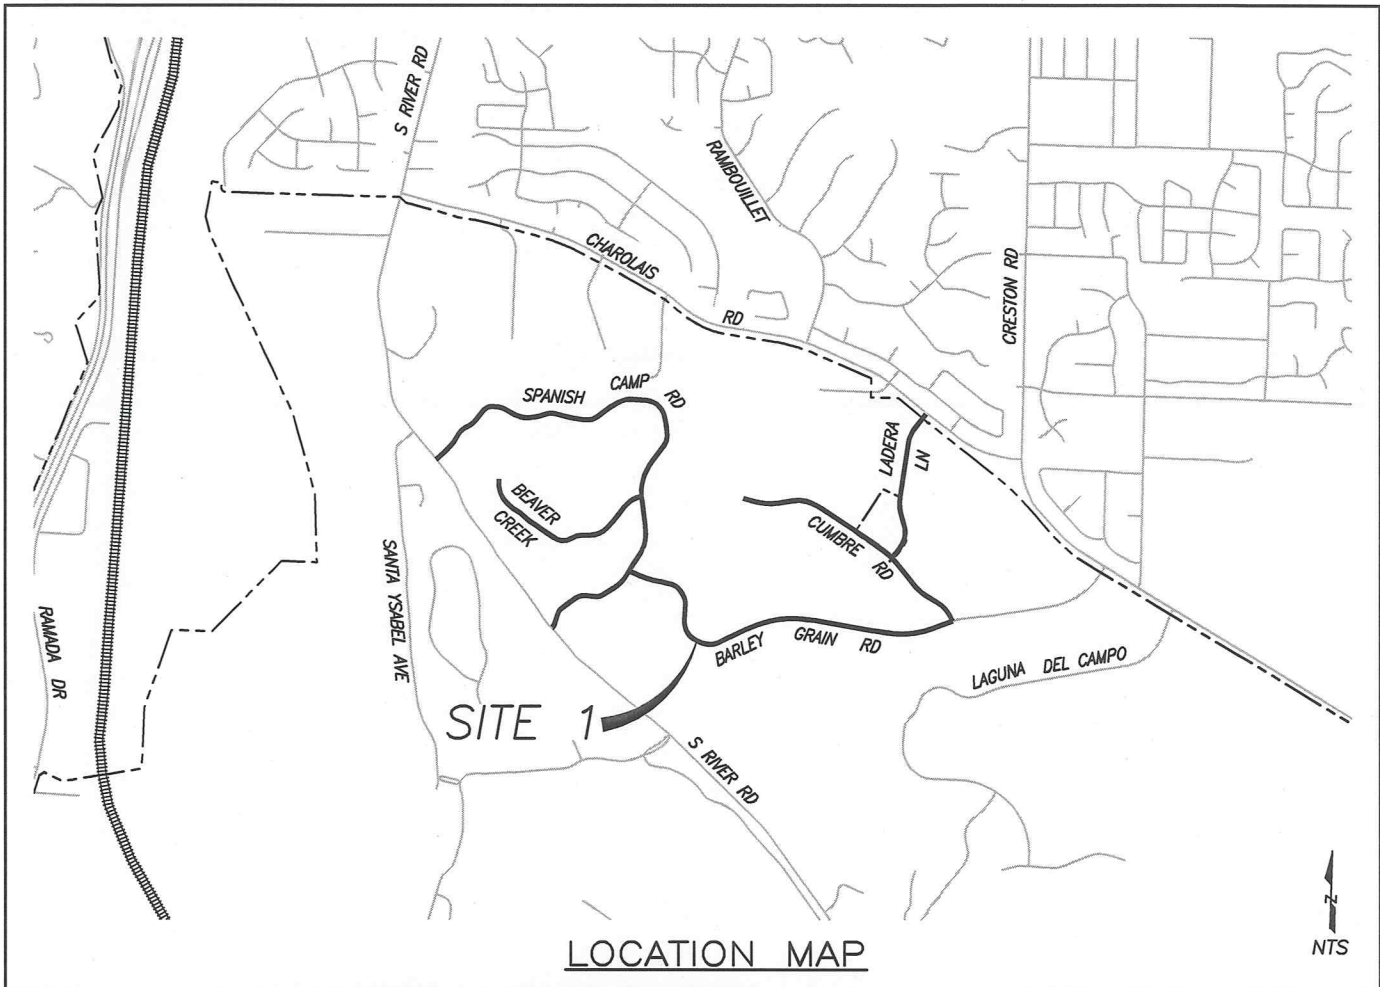 S RIVER RD
RAMBOUILLET
CHAROLAIS
RD
CRESTON RD
SPANISH CAMP RD
LADERA
LN
BEAVER
CREEK
CUMBRE RD
SANTA YSABEL AVE
RAMADA DR
BARLEY GRAIN RD
LAGUNA DEL CAMPO
SITE 1
S RIVER RD
N
NTS
LOCATION MAP